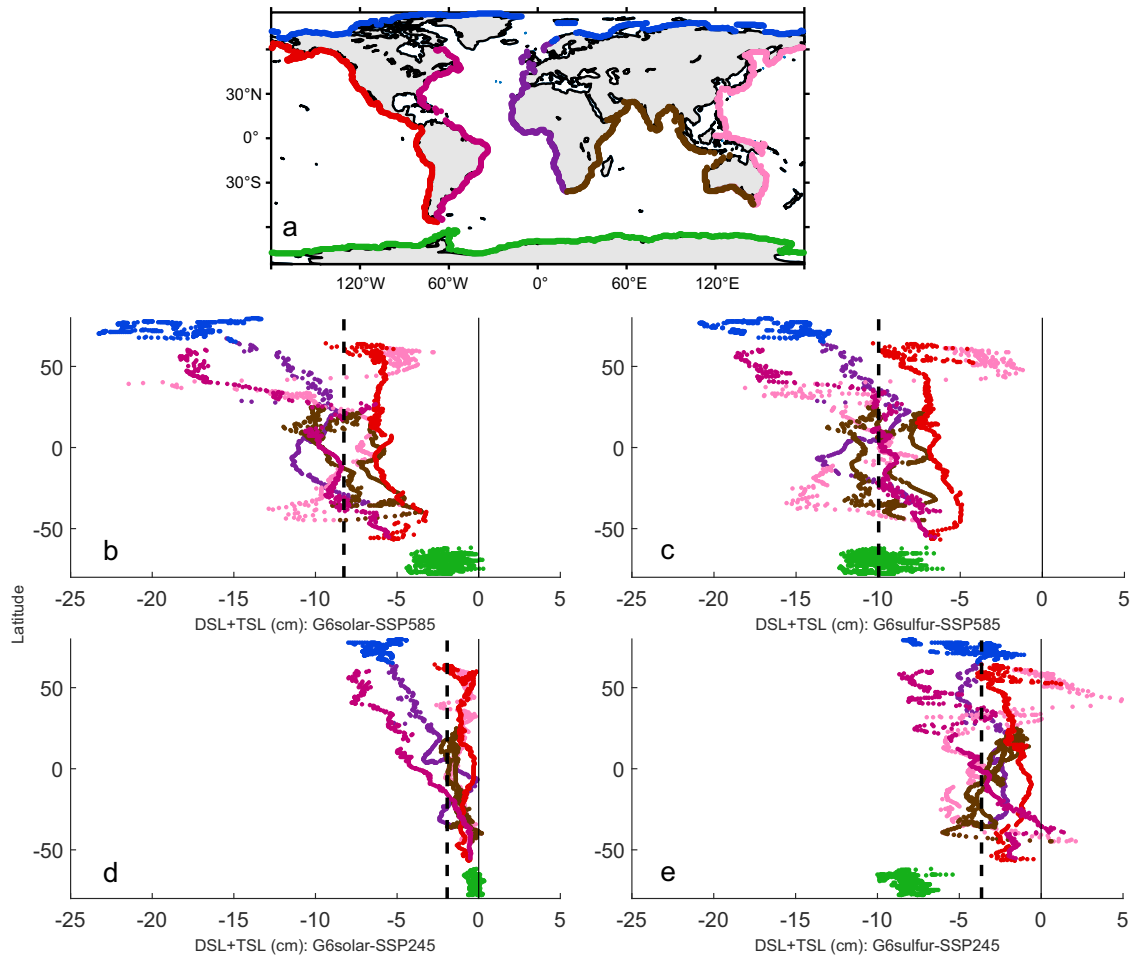 30°N
0°
30°S
a
120°W 60°W 0° 60°E 120°E
50
0
-50
b
-25 -20 -15 -10 -5 0 5
DSL+TSL (cm): G6solar-SSP585
50
0
-50
c
-25 -20 -15 -10 -5 0 5
DSL+TSL (cm): G6sulfur-SSP585
Latitude
50
0
-50
d
-25 -20 -15 -10 -5 0 5
DSL+TSL (cm): G6solar-SSP245
50
0
-50
e
-25 -20 -15 -10 -5 0 5
DSL+TSL (cm): G6sulfur-SSP245